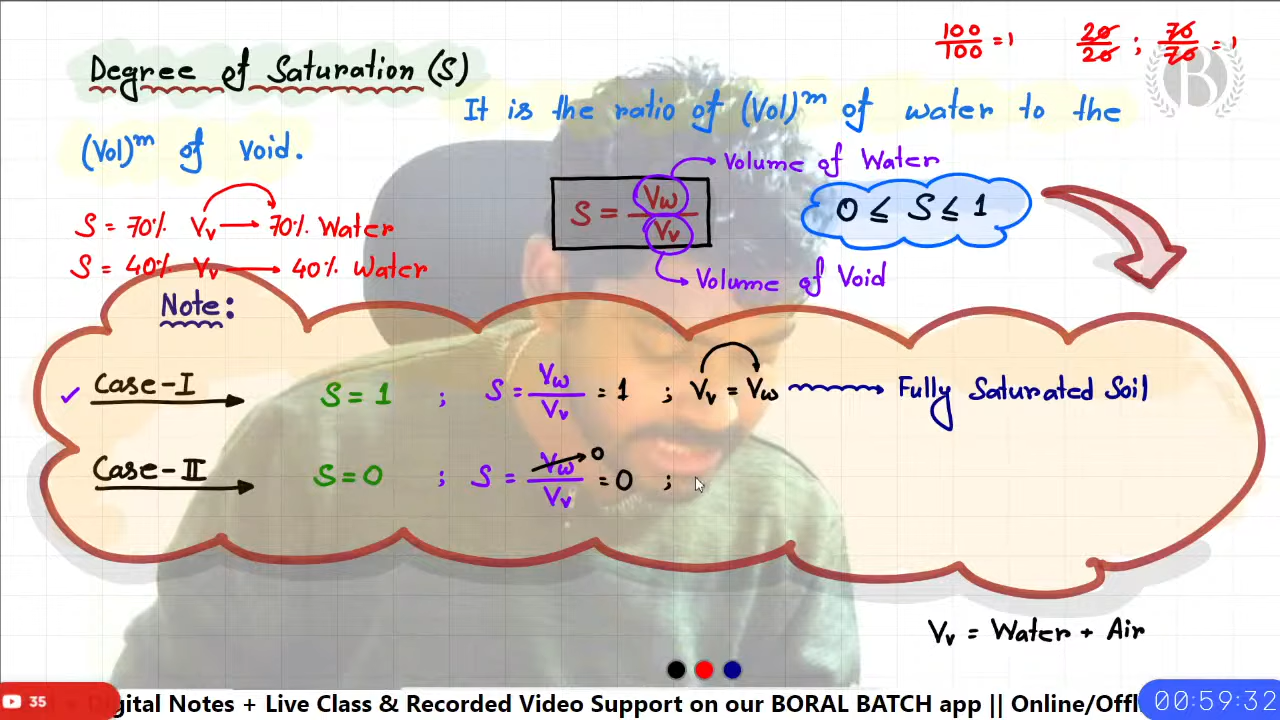 100/100 = 1 20/20 ; 70/70 = 1
Degree of Saturation (S)
It is the ratio of (Vol)^m of water to the
(Vol)^m of void.
Volume of Water
S = Vw/Vv
0 ≤ S ≤ 1
Volume of Void
S = 70% Vv → 70% Water
S = 40% Vv → 40% Water
Note:
✓ Case-I → S = 1 ; S = Vw/Vv = 1 ; Vv = Vw → Fully Saturated Soil
Case-II → S = 0 ; S = Vw/Vv = 0 ;
0
Vv = Water + Air
B
35
Digital Notes + Live Class & Recorded Video Support on our BORAL BATCH app || Online/Offl
00:59:32